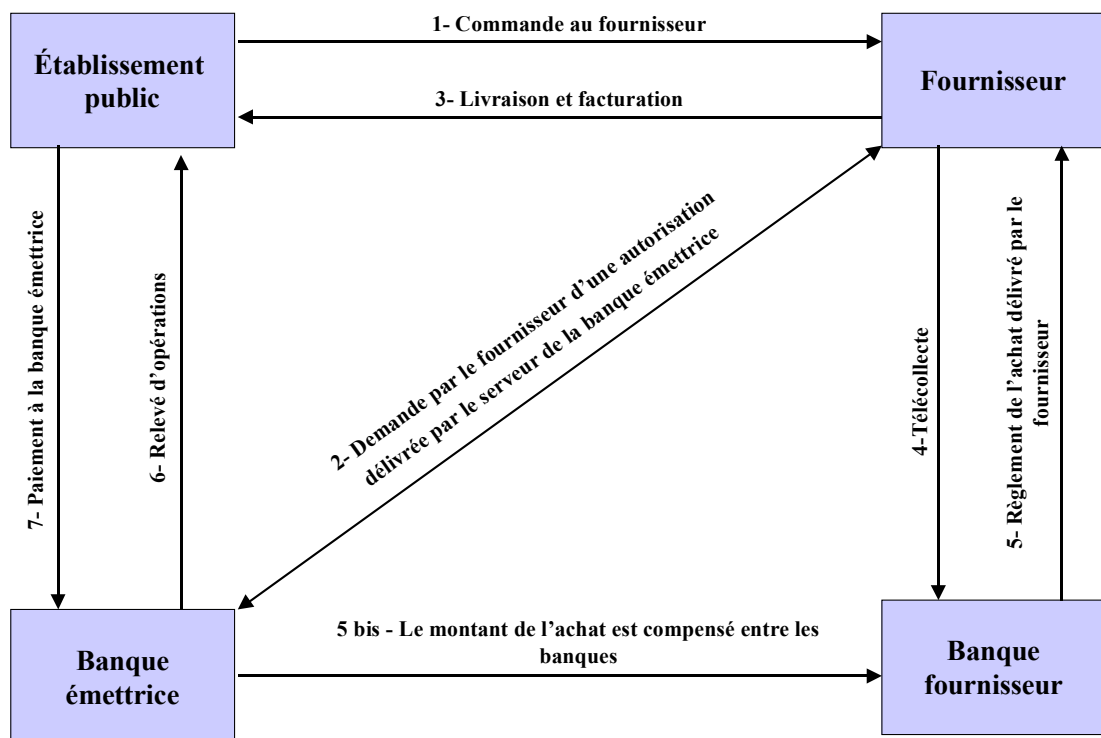 1- Commande au fournisseur
Établissement
public
Fournisseur
3- Livraison et facturation
2- Demande par le fournisseur d’une autorisation
délivrée par le serveur de la banque émettrice
7- Paiement à la banque émettrice
6- Relevé d’opérations
4-Télécollecte
5- Règlement de l’achat délivré par le
fournisseur
5 bis - Le montant de l’achat est compensé entre les
banques
Banque
émettrice
Banque
fournisseur